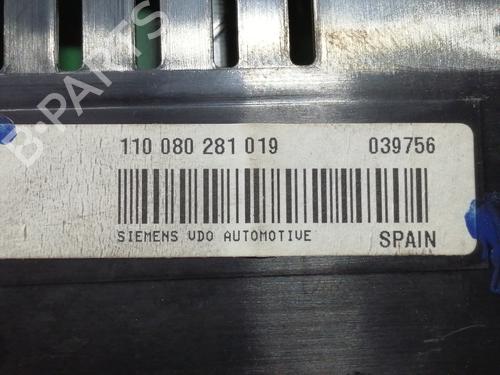 110 080 281 019 039756
SIEMENS VDO AUTOMOTIVE SPAIN
B-PARTS